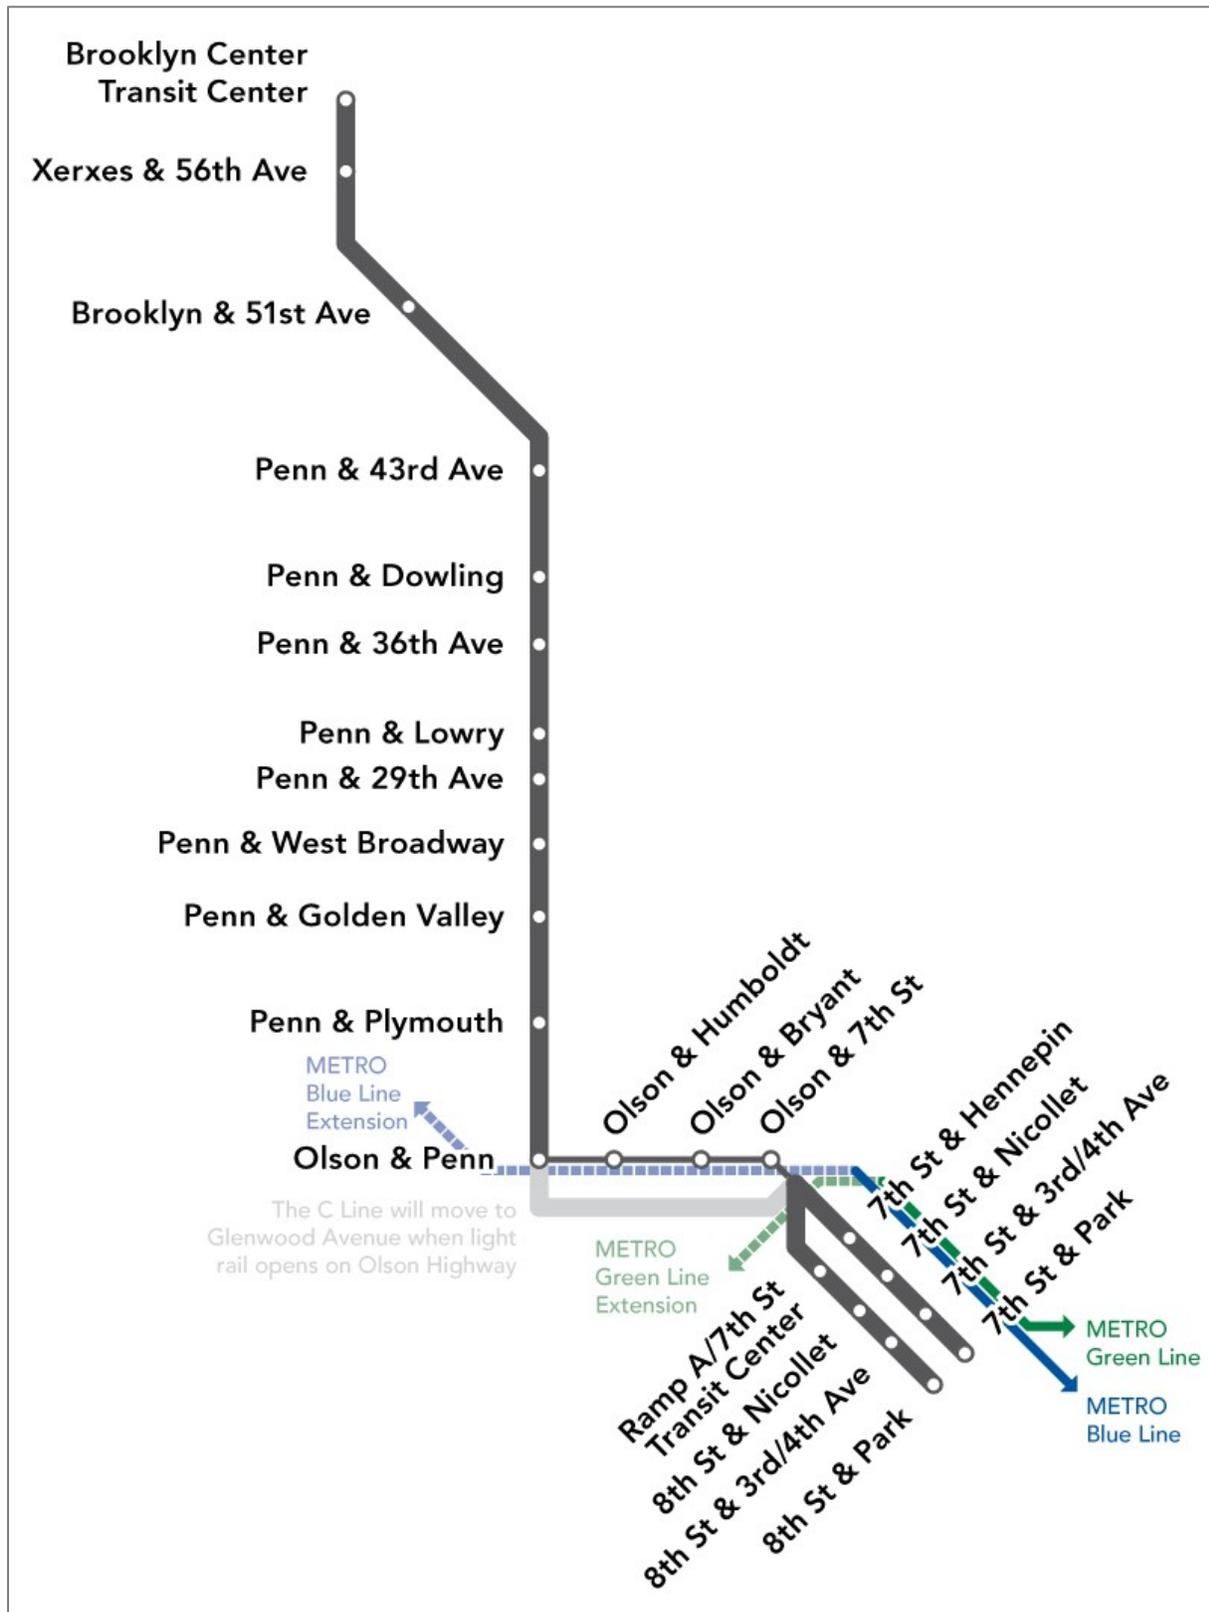 Brooklyn Center
Transit Center
Xerxes & 56th Ave
Brooklyn & 51st Ave
Penn & 43rd Ave
Penn & Dowling
Penn & 36th Ave
Penn & Lowry
Penn & 29th Ave
Penn & West Broadway
Penn & Golden Valley
Penn & Plymouth
METRO
Blue Line
Extension
Olson & Penn
The C Line will move to
Glenwood Avenue when light
rail opens on Olson Highway
Olson & Humboldt
Olson & Bryant
Olson & 7th St
7th St & Hennepin
7th St & Nicollet
7th St & 3rd/4th Ave
7th St & Park
METRO
Green Line
Extension
METRO
Green Line
METRO
Blue Line
Ramp A/7th St
Transit Center
8th St & Nicollet
8th St & 3rd/4th Ave
8th St & Park